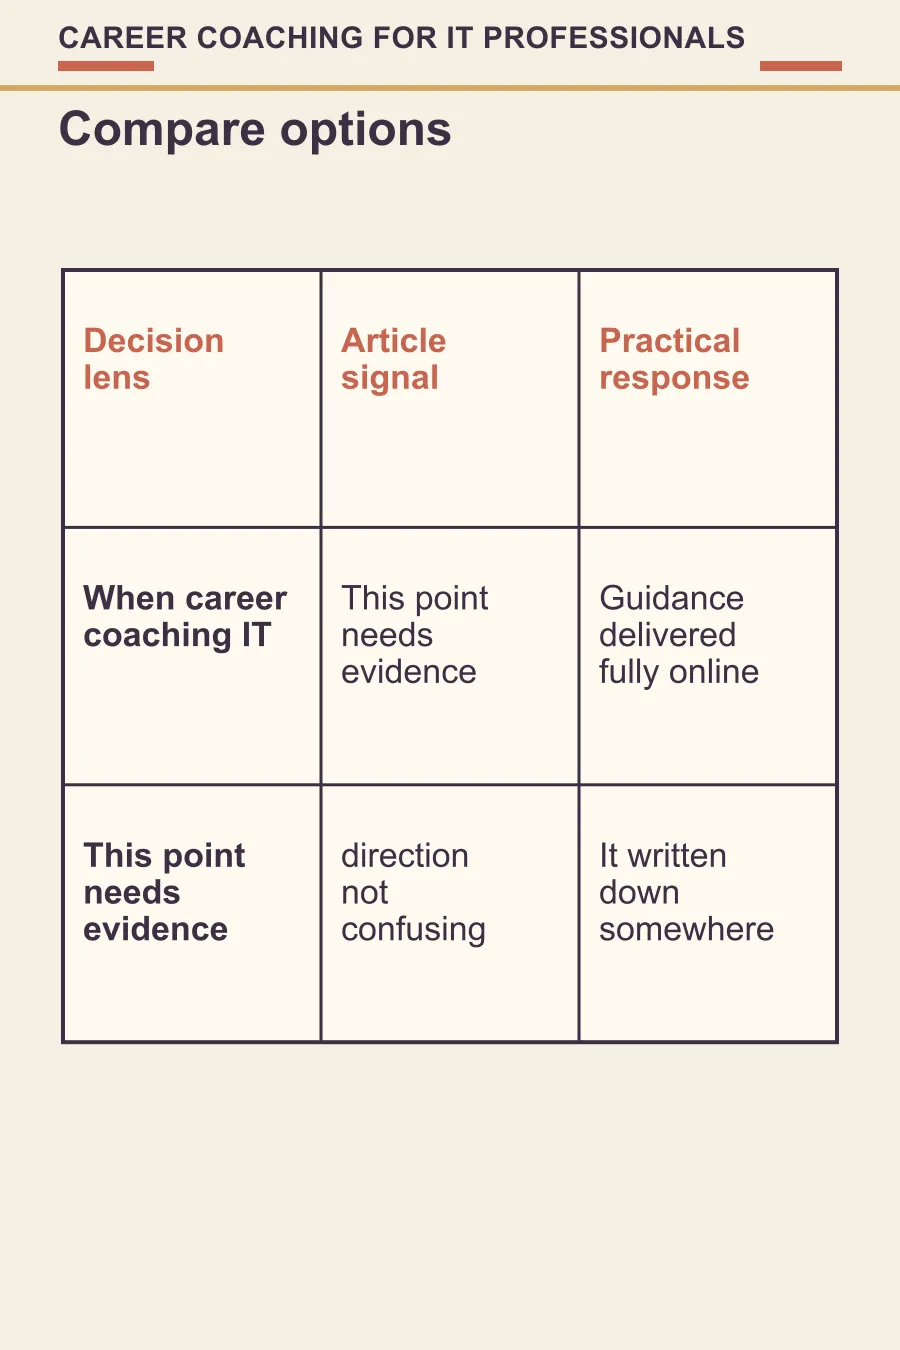 CAREER COACHING FOR IT PROFESSIONALS
Compare options
Decision
lens
Article
signal
Practical
response
When career
coaching IT
This point
needs
evidence
Guidance
delivered
fully online
This point
needs
evidence
direction
not
confusing
It written
down
somewhere